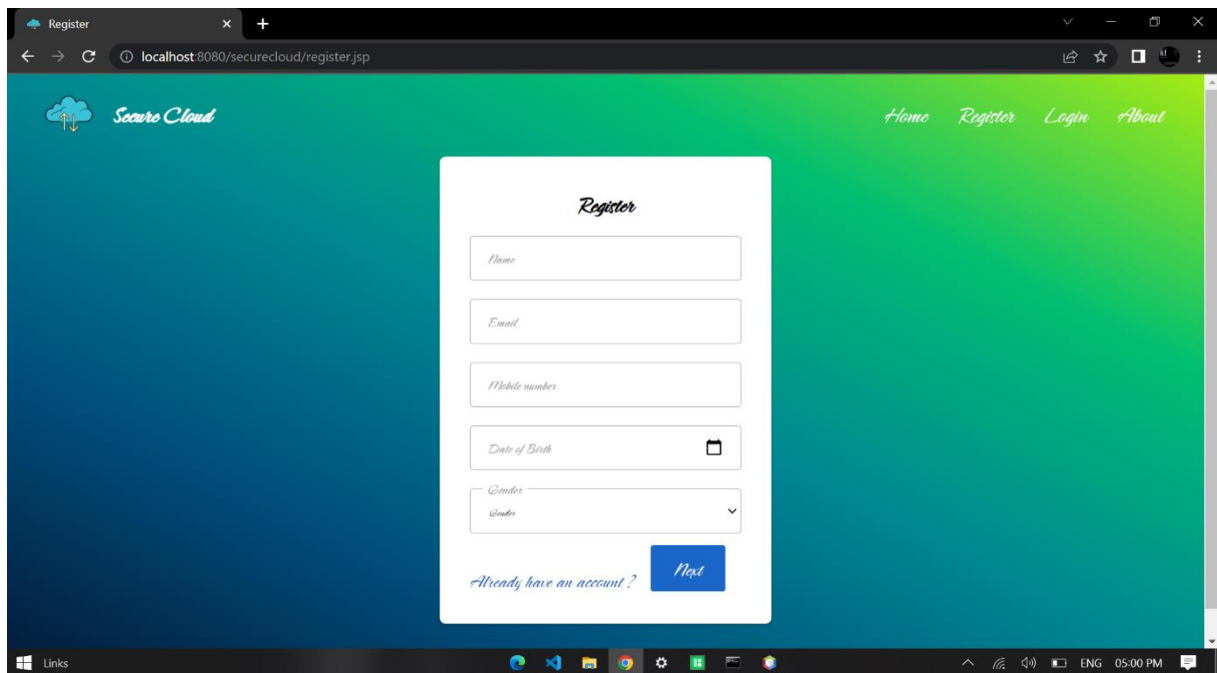 Register
localhost:8080/securecloud/register.jsp
Secure Cloud
Home Register Login About
Register
Name
Email
Mobile number
Date of Birth
Gender
Gender
Already have an account ?
Next
Links
ENG 05:00 PM